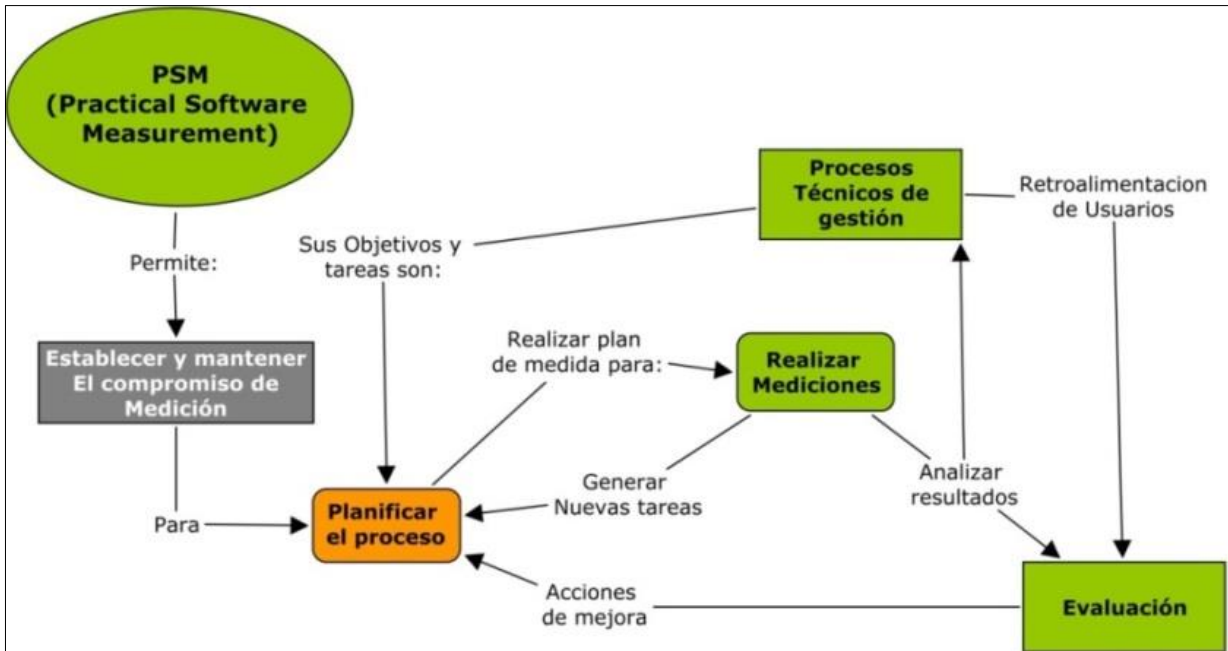 PSM
(Practical Software
Measurement)
Permite:
Establecer y mantener
El compromiso de
Medición
Para
Sus Objetivos y
tareas son:
Procesos
Técnicos de
gestión
Retroalimentacion
de Usuarios
Realizar plan
de medida para:
Realizar
Mediciones
Generar
Nuevas tareas
Analizar
resultados
Planificar
el proceso
Acciones
de mejora
Evaluación